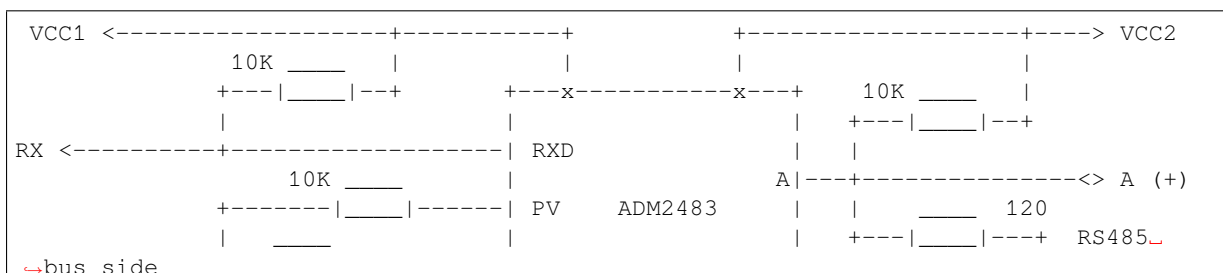 VCC1 <-------------------+-----------+           +-------------------+----> VCC2
              10K ____   |           |           |                   |
             +---|____|--+       +---x-----------x---+    10K ____   |
             |                   |                   |   +---|____|--+
RX <----------+-------------------| RXD               |   |
                  10K ____       |                  A|---+---------------<> A (+)
             +-------|____|------| PV    ADM2483     |   |    ____  120
             |   ____            |                   |   +---|____|---+  RS485␣
↪bus side